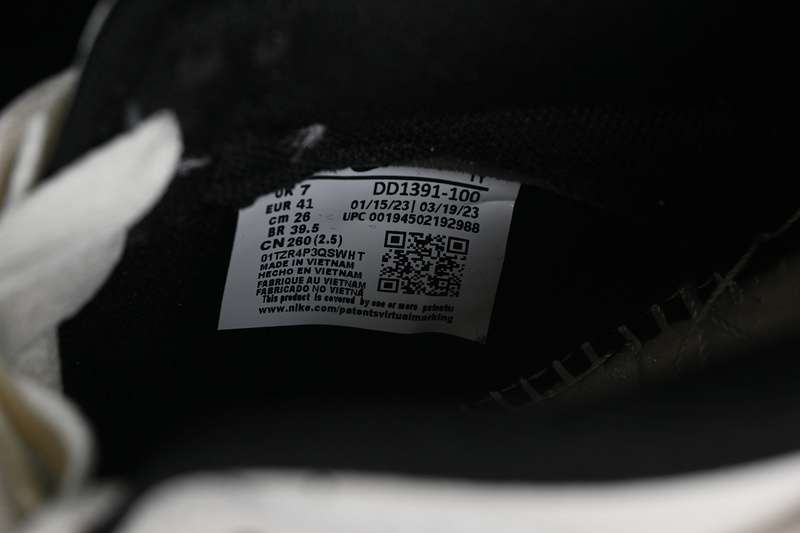 UK 7
EUR 41
cm 26
BR 39.5
CN 260 (2.5)
DD1391-100
01/15/23| 03/19/23
UPC 00194502192988
01TZR4P3QSWHT
MADE IN VIETNAM
HECHO EN VIETNAM
FABRIQUE AU VIETNAM
FABRICADO NO VIETNA
This product is covered by one or more patents
www.nike.com/patentsvirtualmarking